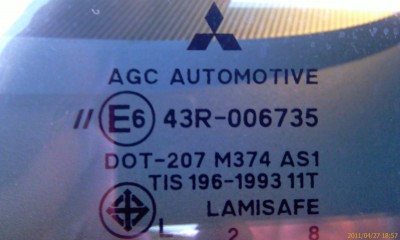 AGC AUTOMOTIVE
// E6 43R-006735
DOT-207 M374 AS1
TIS 196-1993 11T
LAMISAFE
L 2 8
2011/04/27 18:57